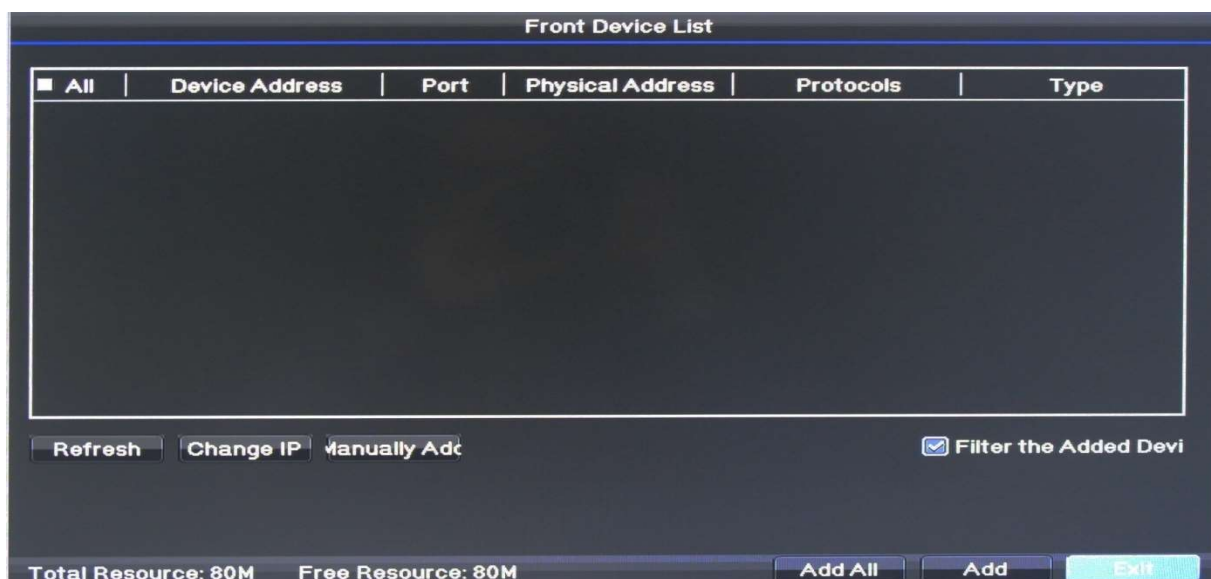 Front Device List
All Device Address Port Physical Address Protocols Type
Refresh Change IP Manually Add Filter the Added Devi
Total Resource: 80M Free Resource: 80M Add All Add Exit